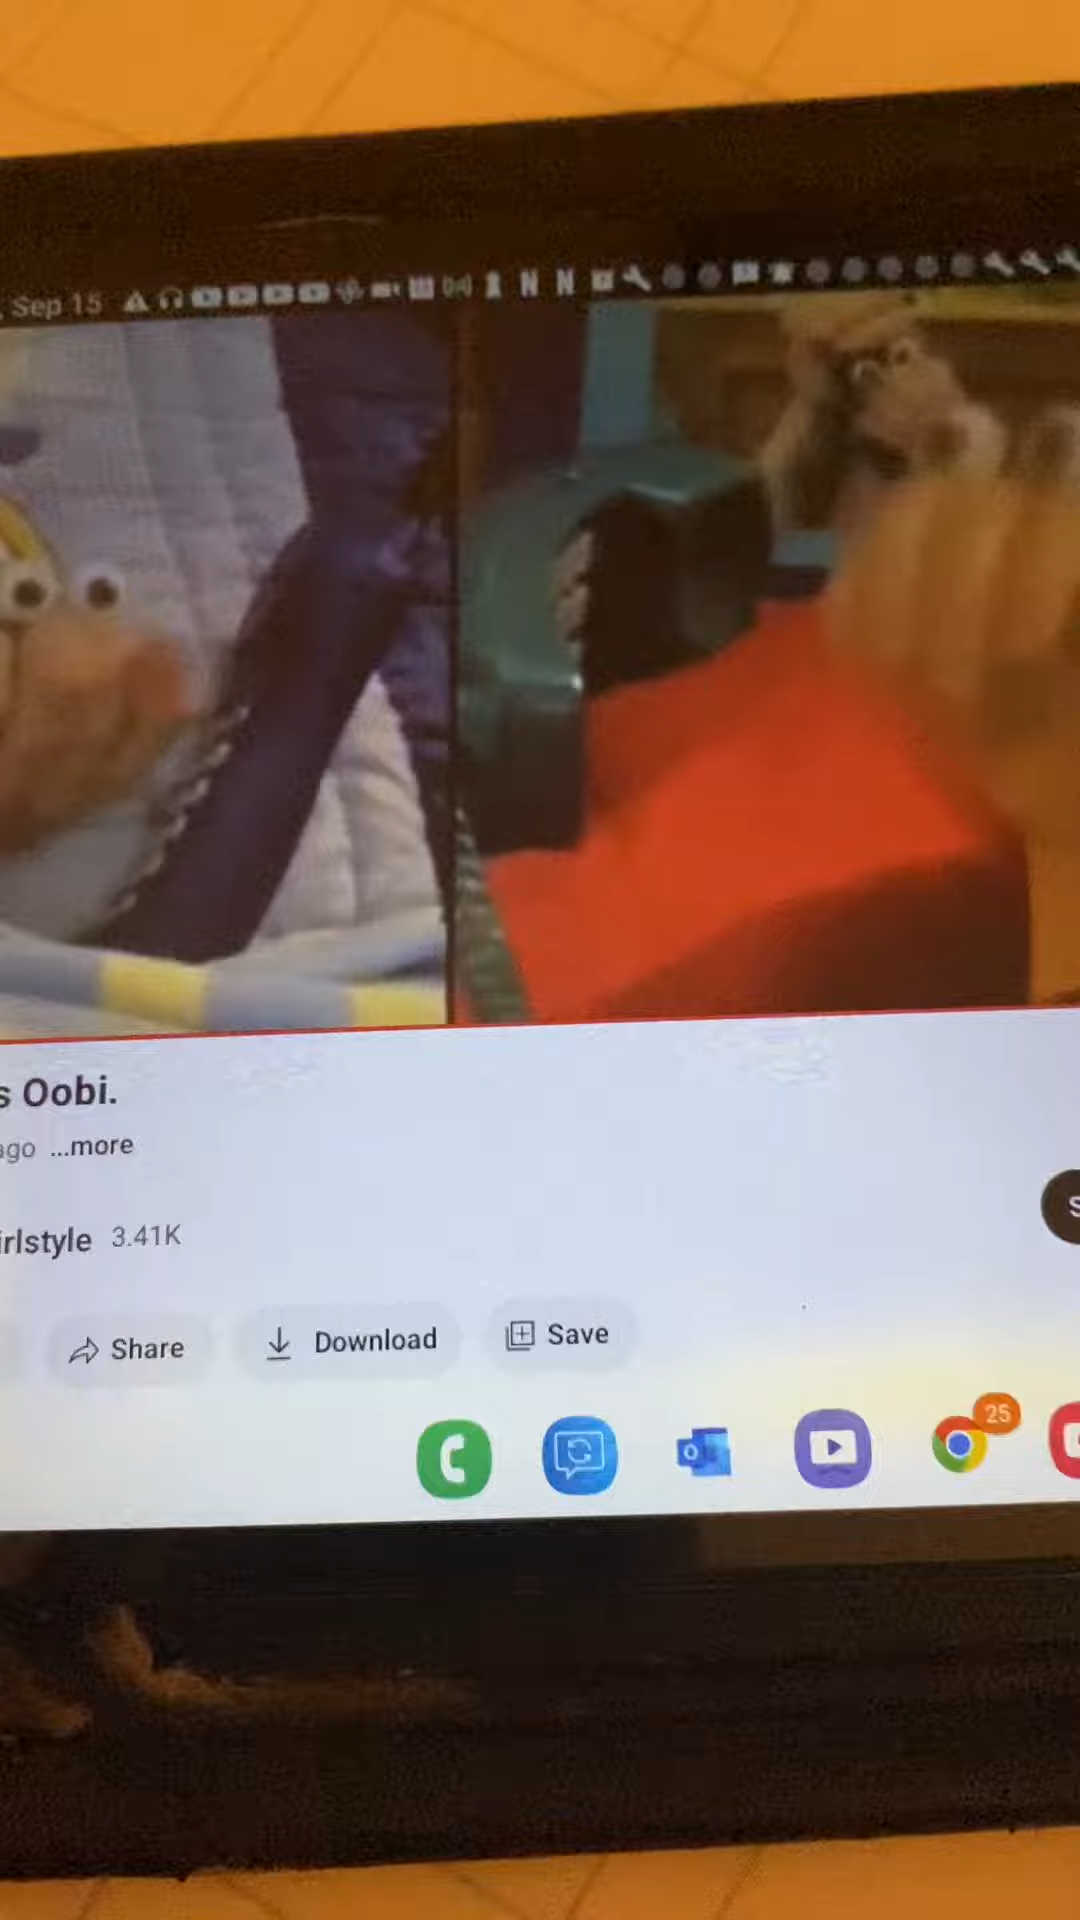 Sep 15
s Oobi.
ago ...more
irlstyle 3.41K
Share Download Save
25